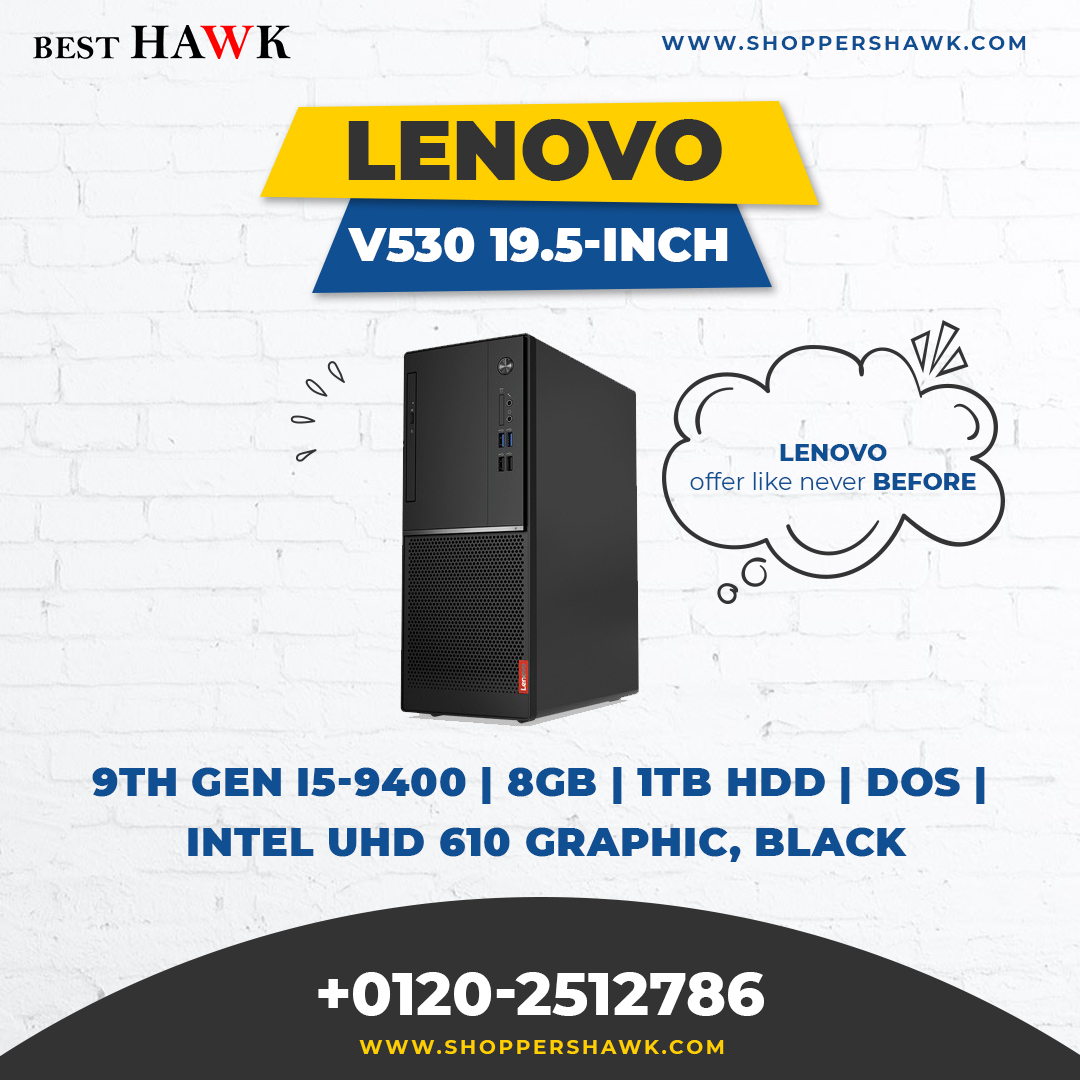 BEST HAWK
WWW.SHOPPERSHAWK.COM
LENOVO
V530 19.5-INCH
LENOVO
offer like never BEFORE
9TH GEN I5-9400 | 8GB | 1TB HDD | DOS |
INTEL UHD 610 GRAPHIC, BLACK
+0120-2512786
WWW.SHOPPERSHAWK.COM